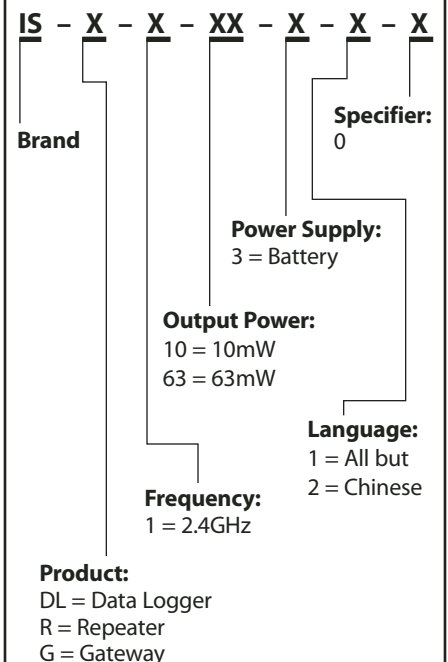 IS – X – X – XX – X – X – X
Specifier:
0
Brand
Power Supply:
3 = Battery
Output Power:
10 = 10mW
63 = 63mW
Language:
1 = All but
2 = Chinese
Frequency:
1 = 2.4GHz
Product:
DL = Data Logger
R = Repeater
G = Gateway